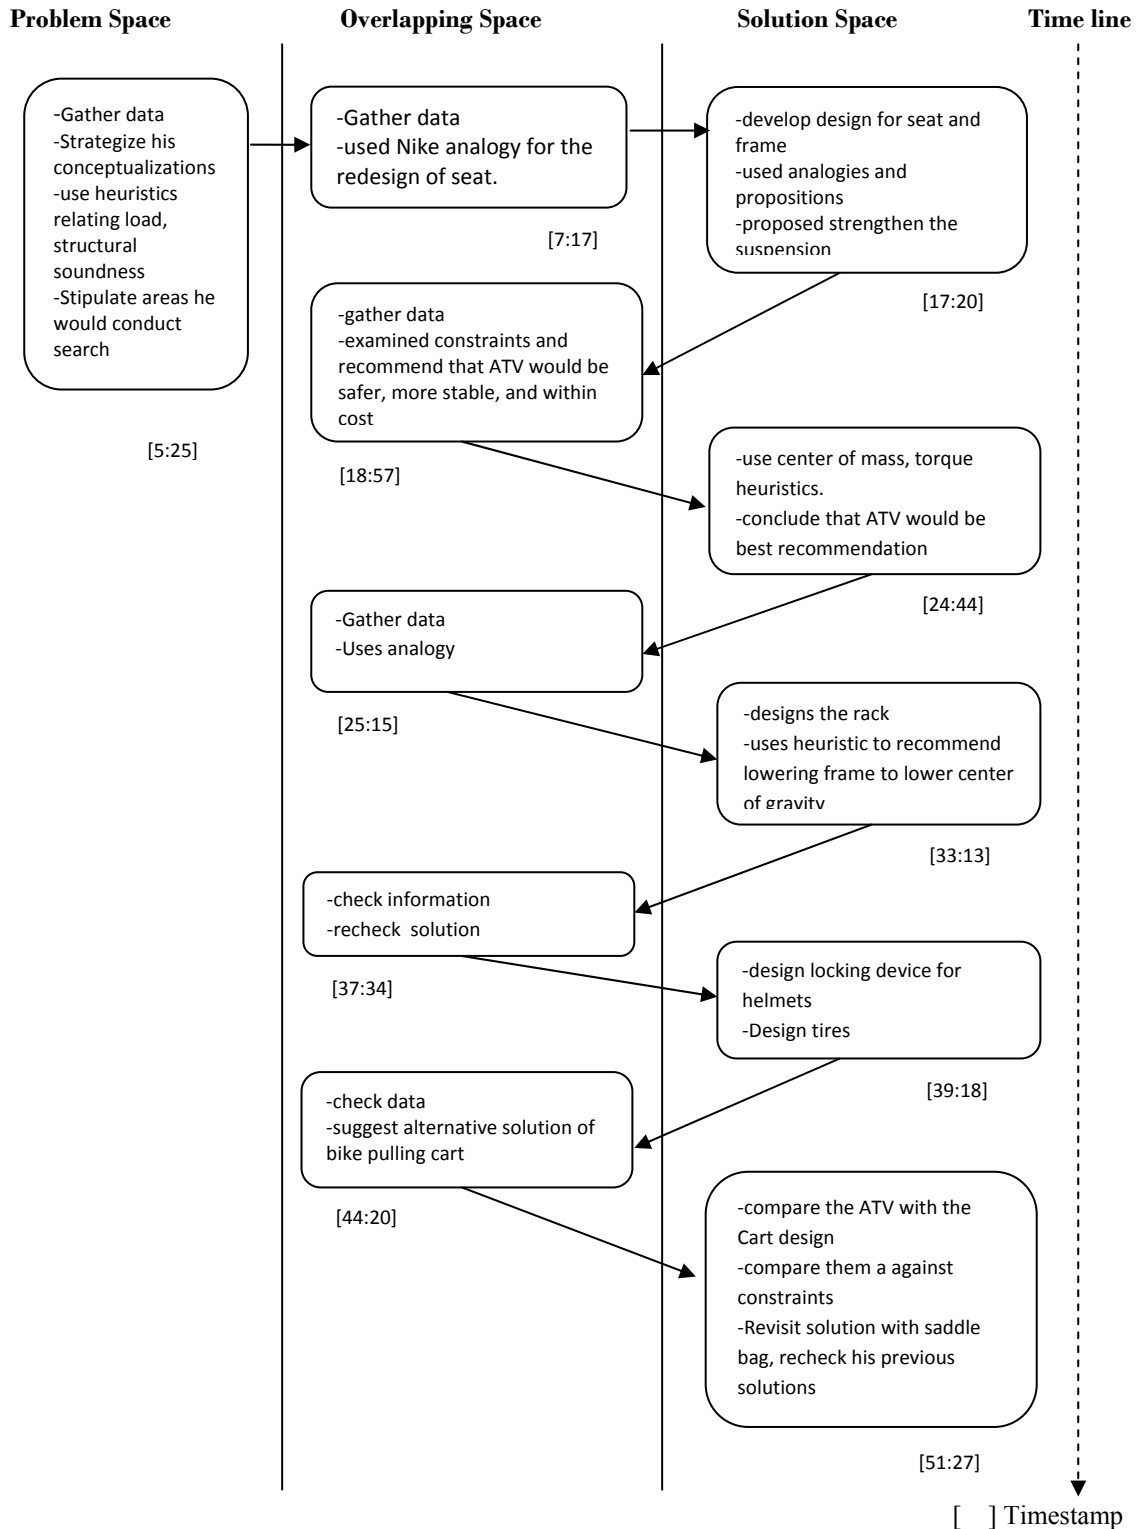 Problem Space
Overlapping Space
Solution Space
Time line
-Gather data
-Strategize his
conceptualizations
-use heuristics
relating load,
structural
soundness
-Stipulate areas he
would conduct
search
[5:25]
-Gather data
-used Nike analogy for the
redesign of seat.
[7:17]
-develop design for seat and
frame
-used analogies and
propositions
-proposed strengthen the
suspension
[17:20]
-gather data
-examined constraints and
recommend that ATV would be
safer, more stable, and within
cost
[18:57]
-use center of mass, torque
heuristics.
-conclude that ATV would be
best recommendation
[24:44]
-Gather data
-Uses analogy
[25:15]
-designs the rack
-uses heuristic to recommend
lowering frame to lower center
of gravity
[33:13]
-check information
-recheck solution
[37:34]
-design locking device for
helmets
-Design tires
[39:18]
-check data
-suggest alternative solution of
bike pulling cart
[44:20]
-compare the ATV with the
Cart design
-compare them a against
constraints
-Revisit solution with saddle
bag, recheck his previous
solutions
[51:27]
[ ] Timestamp